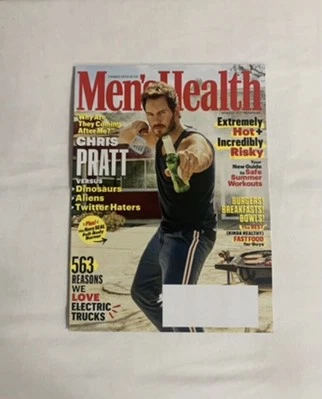 Men's Health
Why Are
They Coming
After Me?
CHRIS
PRATT
VERSUS
• Dinosaurs
• Aliens
• Twitter Haters
563
REASONS
WE
LOVE
ELECTRIC
TRUCKS
Extremely
Hot +
Incredibly
Risky
Your
New Guide
to Safe
Summer
Workouts
BURGERS!
BREAKFASTS!
BOWLS!
The BEST
(KINDA HEALTHY)
FAST FOOD
for Guys